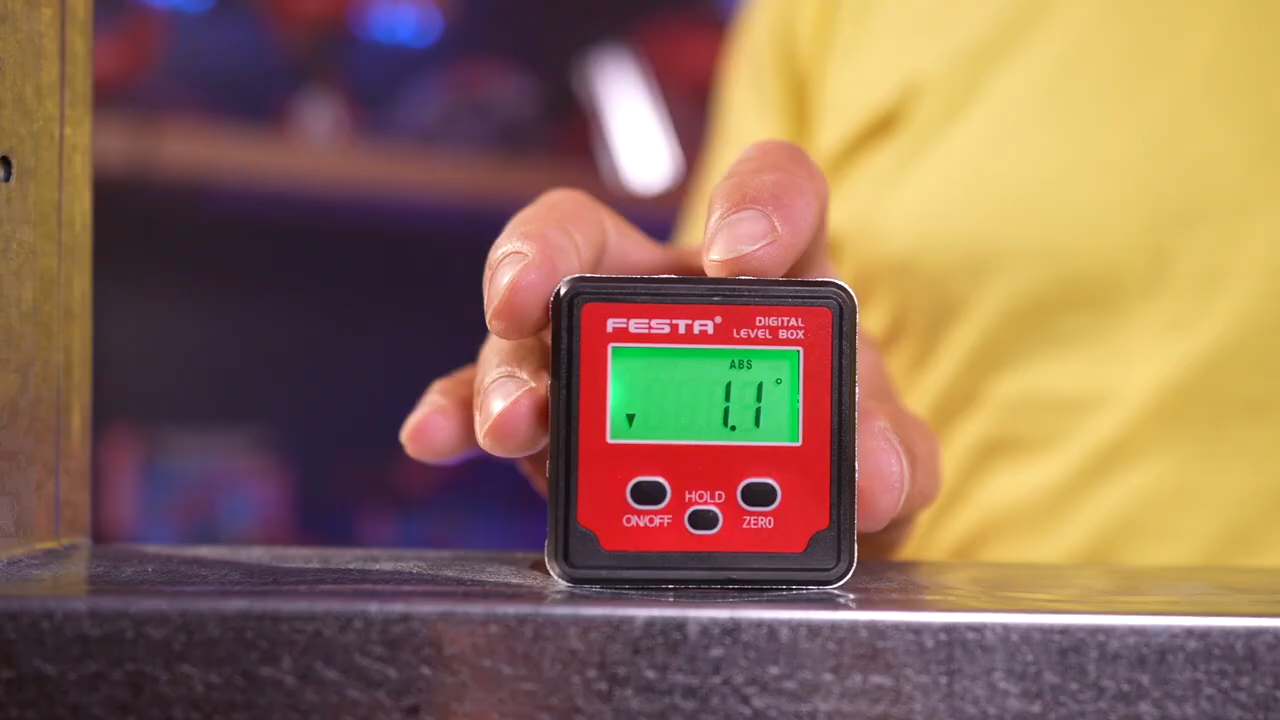 FESTA®
DIGITAL
LEVEL BOX
ABS
1.1°
HOLD
ON/OFF
ZERO